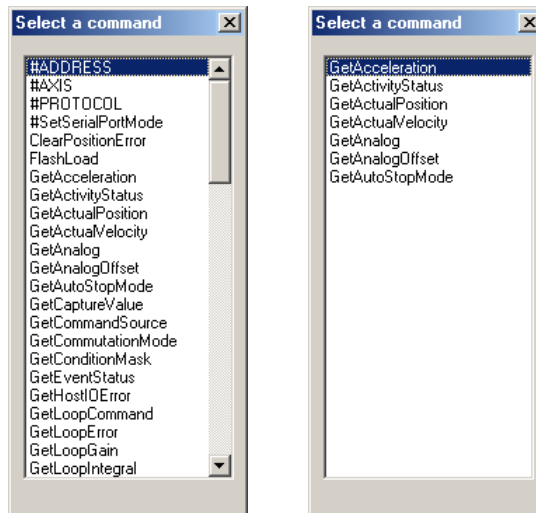 Select a command
#ADDRESS
#AXIS
#PROTOCOL
#SetSerialPortMode
ClearPositionError
FlashLoad
GetAcceleration
GetActivityStatus
GetActualPosition
GetActualVelocity
GetAnalog
GetAnalogOffset
GetAutoStopMode
GetCaptureValue
GetCommandSource
GetCommutationMode
GetConditionMask
GetEventStatus
GetHostIOError
GetLoopCommand
GetLoopError
GetLoopGain
GetLoopIntegral
Select a command
GetAcceleration
GetActivityStatus
GetActualPosition
GetActualVelocity
GetAnalog
GetAnalogOffset
GetAutoStopMode